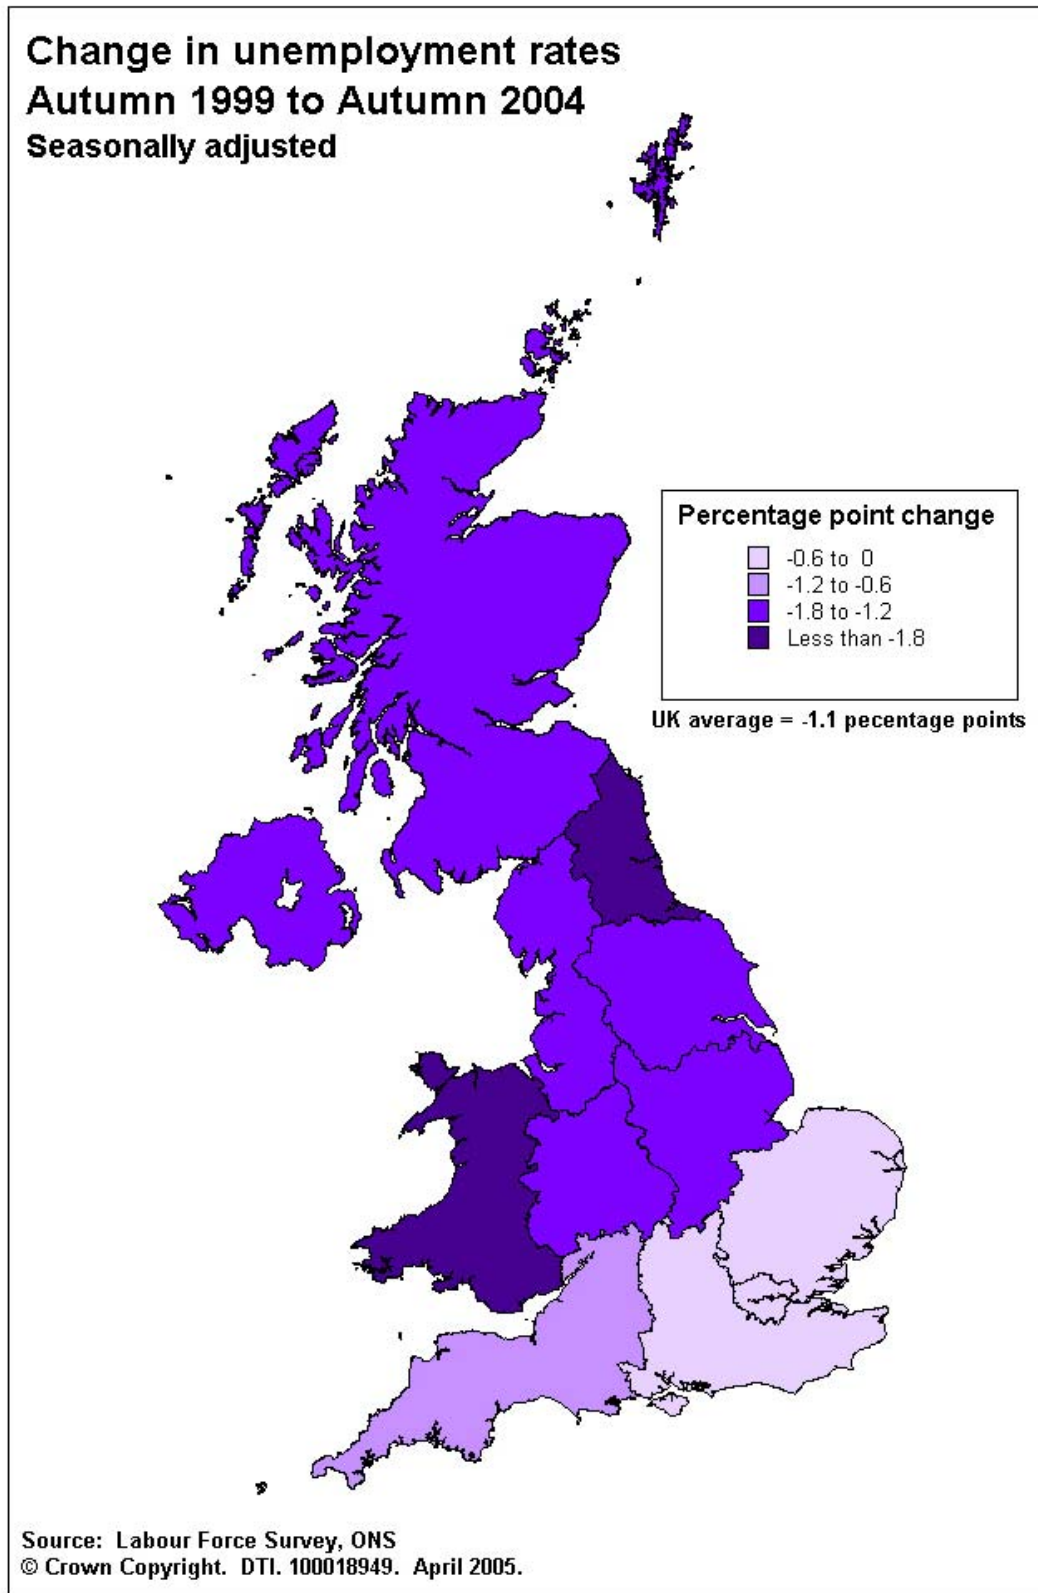 Change in unemployment rates
Autumn 1999 to Autumn 2004
Seasonally adjusted
Percentage point change
-0.6 to 0
-1.2 to -0.6
-1.8 to -1.2
Less than -1.8
UK average = -1.1 pecentage points
Source: Labour Force Survey, ONS
© Crown Copyright. DTI. 100018949. April 2005.